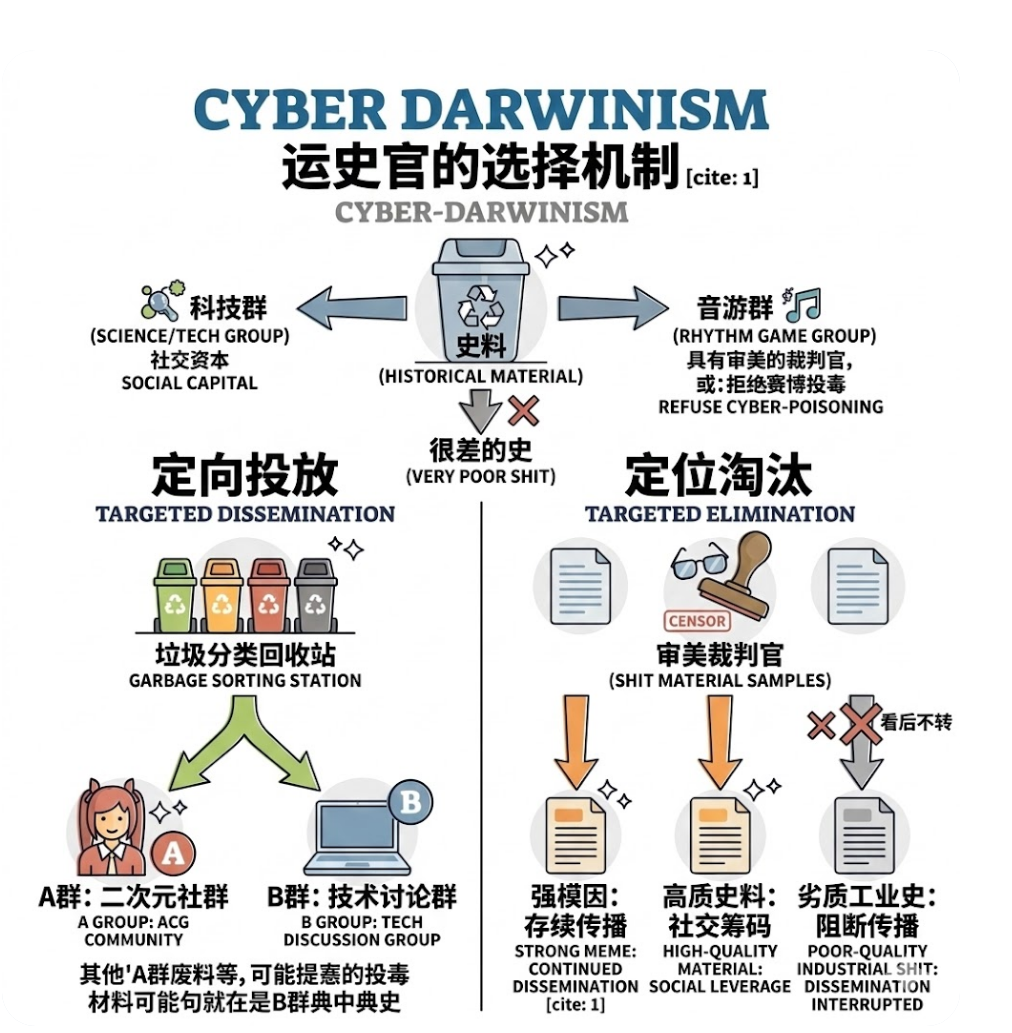 CYBER DARWINISM
运史官的选择机制 [cite: 1]
CYBER-DARWINISM
科技群
(SCIENCE/TECH GROUP)
社交资本
SOCIAL CAPITAL
史料
(HISTORICAL MATERIAL)
很差的史
(VERY POOR SHIT)
音游群
(RHYTHM GAME GROUP)
具有审美的裁判官，
或：拒绝赛博投毒
REFUSE CYBER-POISONING
定向投放
TARGETED DISSEMINATION
垃圾分类回收站
GARBAGE SORTING STATION
A
B
A群：二次元社群
A GROUP: ACG
COMMUNITY
B群：技术讨论群
B GROUP: TECH
DISCUSSION GROUP
其他'A群废料等，可能提的投毒
材料可能句就在是B群典中典史
定位淘汰
TARGETED ELIMINATION
CENSOR
审美裁判官
(SHIT MATERIAL SAMPLES)
看后不转
强模因：
存续传播
STRONG MEME:
CONTINUED
DISSEMINATION
[cite: 1]
高质史料：
社交筹码
HIGH-QUALITY
MATERIAL:
SOCIAL LEVERAGE
劣质工业史：
阻断传播
POOR-QUALITY
INDUSTRIAL SHIT:
DISSEMINATION
INTERRUPTED